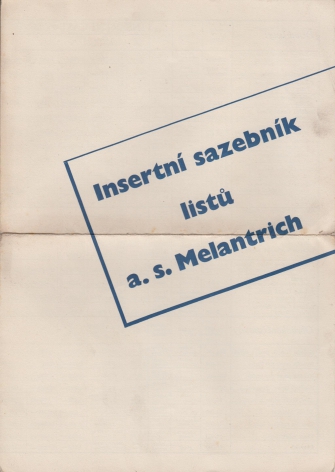 Insertní sazebník
listů
a. s. Melantrich